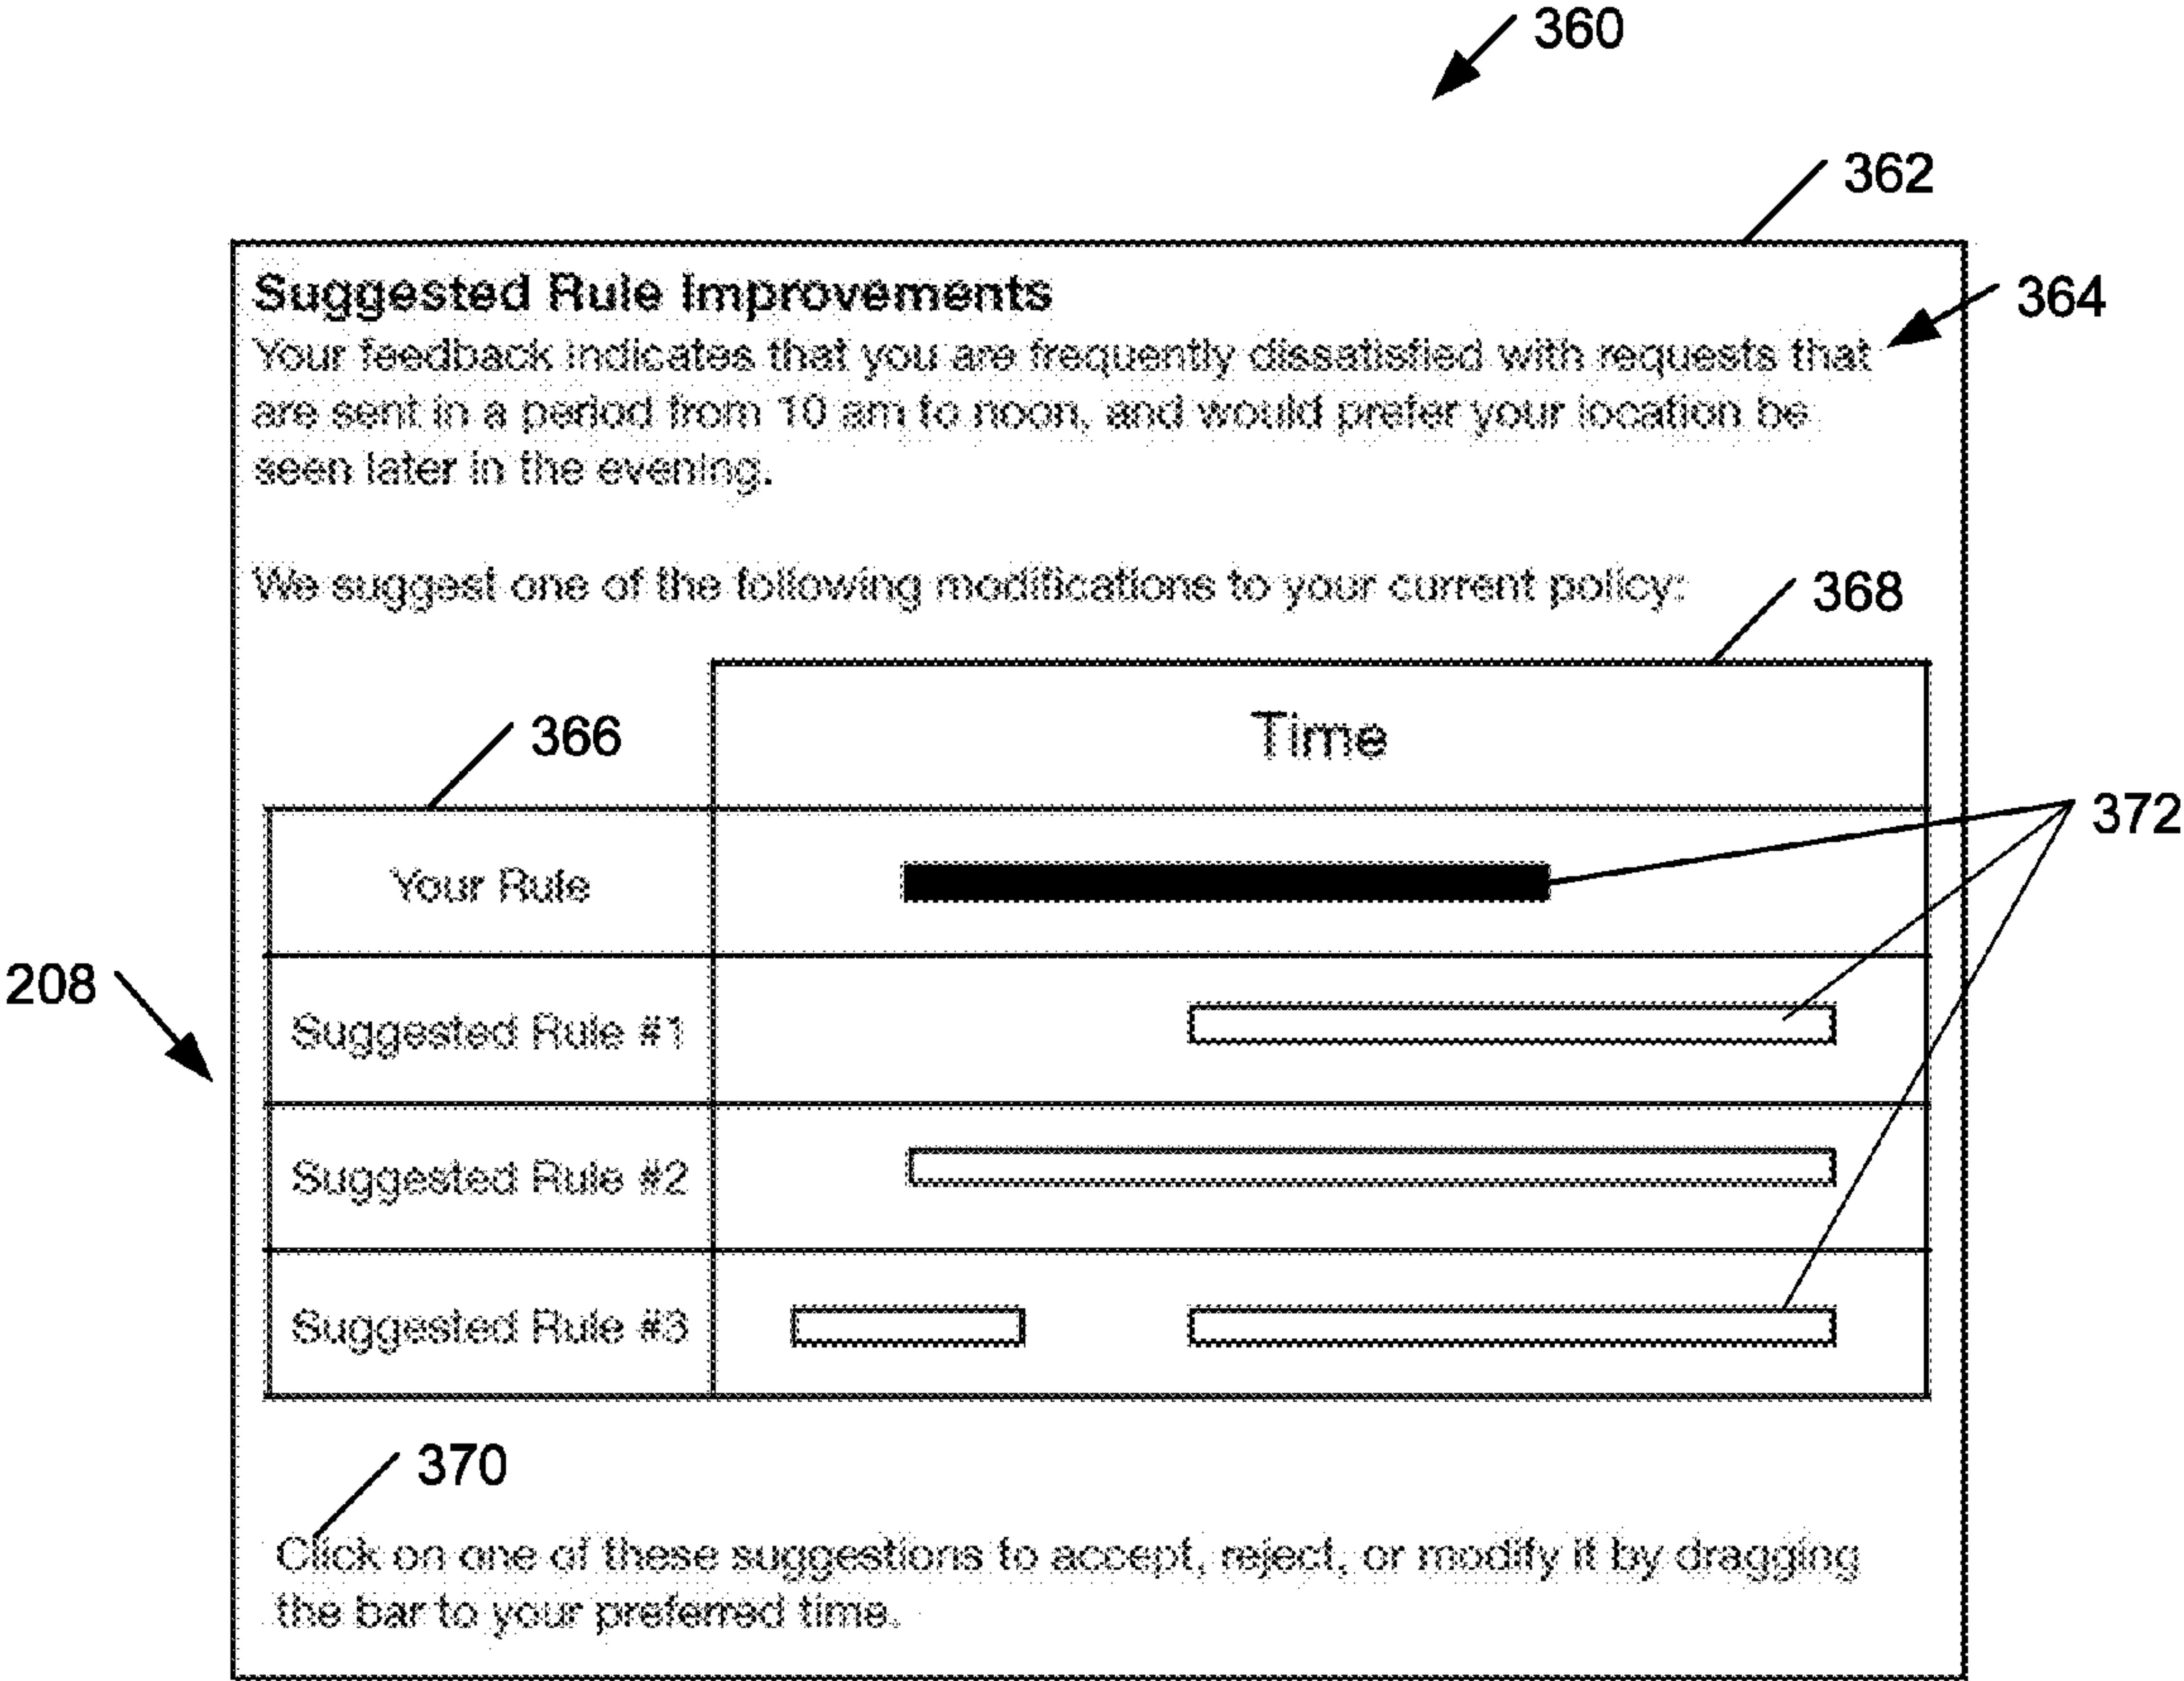 360
362
Suggested Rule Improvements
364
Your feedback indicates that you are frequently dissatisfied with requests that
are sent in a period from 10 am to noon, and would prefer your location be
seen later in the evening.
We suggest one of the following modifications to your current policy:
368
366
Time
372
Your Rule
208
Suggested Rule #1
Suggested Rule #2
Suggested Rule #3
370
Click on one of these suggestions to accept, reject, or modify it by dragging
the bar to your preferred time.